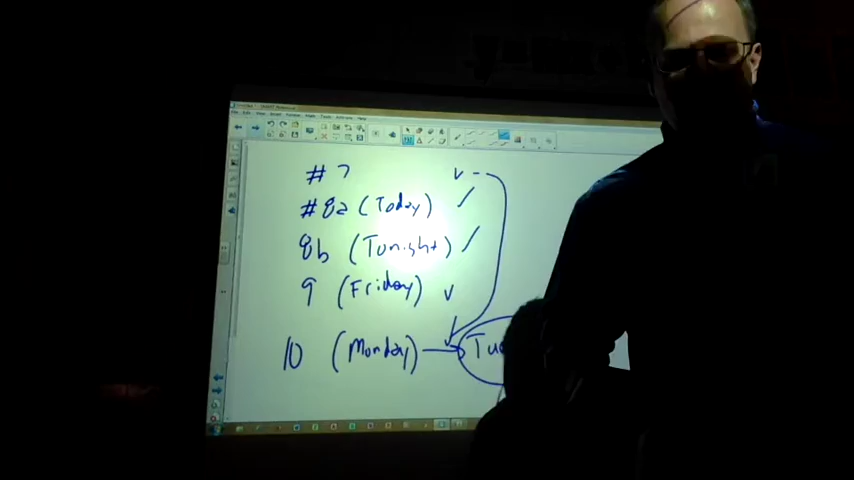 # 7
#8a (Today)
8b (Tonight)
9 (Friday)
10 (Monday)